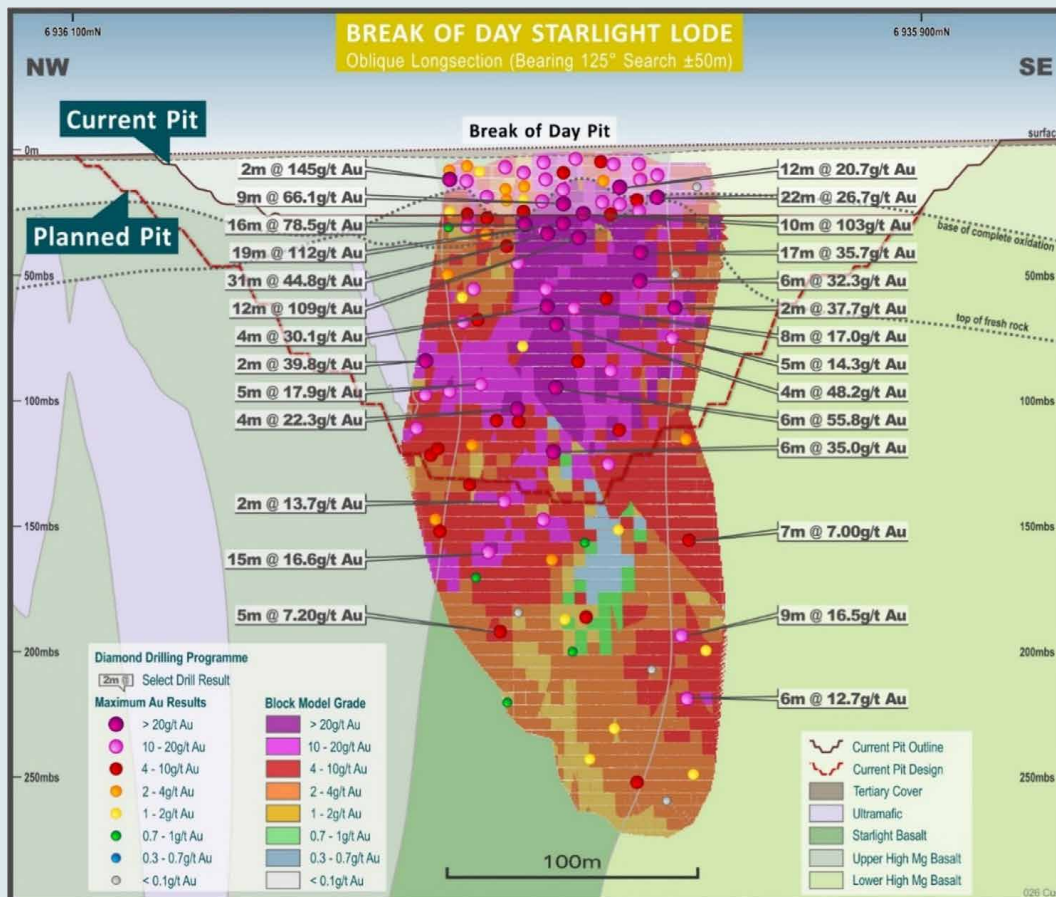 BREAK OF DAY STARLIGHT LODE
Oblique Longsection (Bearing 125° Search ±50m)
6 936 100mN
6 935 900mN
NW
SE
Current Pit
Planned Pit
Break of Day Pit
0m
50mbs
100mbs
150mbs
200mbs
250mbs
2m @ 145g/t Au
9m @ 66.1g/t Au
16m @ 78.5g/t Au
19m @ 112g/t Au
31m @ 44.8g/t Au
12m @ 109g/t Au
4m @ 30.1g/t Au
2m @ 39.8g/t Au
5m @ 17.9g/t Au
4m @ 22.3g/t Au
2m @ 13.7g/t Au
15m @ 16.6g/t Au
5m @ 7.20g/t Au
12m @ 20.7g/t Au
22m @ 26.7g/t Au
10m @ 103g/t Au
17m @ 35.7g/t Au
6m @ 32.3g/t Au
2m @ 37.7g/t Au
8m @ 17.0g/t Au
5m @ 14.3g/t Au
4m @ 48.2g/t Au
6m @ 55.8g/t Au
6m @ 35.0g/t Au
7m @ 7.00g/t Au
9m @ 16.5g/t Au
6m @ 12.7g/t Au
base of complete oxidation
50mbs
top of fresh rock
100mbs
150mbs
200mbs
250mbs
Diamond Drilling Programme
2m @ Select Drill Result
Maximum Au Results
> 20g/t Au
10 - 20g/t Au
4 - 10g/t Au
2 - 4g/t Au
1 - 2g/t Au
0.7 - 1g/t Au
0.3 - 0.7g/t Au
< 0.1g/t Au
Block Model Grade
> 20g/t Au
10 - 20g/t Au
4 - 10g/t Au
2 - 4g/t Au
1 - 2g/t Au
0.7 - 1g/t Au
0.3 - 0.7g/t Au
< 0.1g/t Au
100m
Current Pit Outline
Current Pit Design
Tertiary Cover
Ultramafic
Starlight Basalt
Upper High Mg Basalt
Lower High Mg Basalt